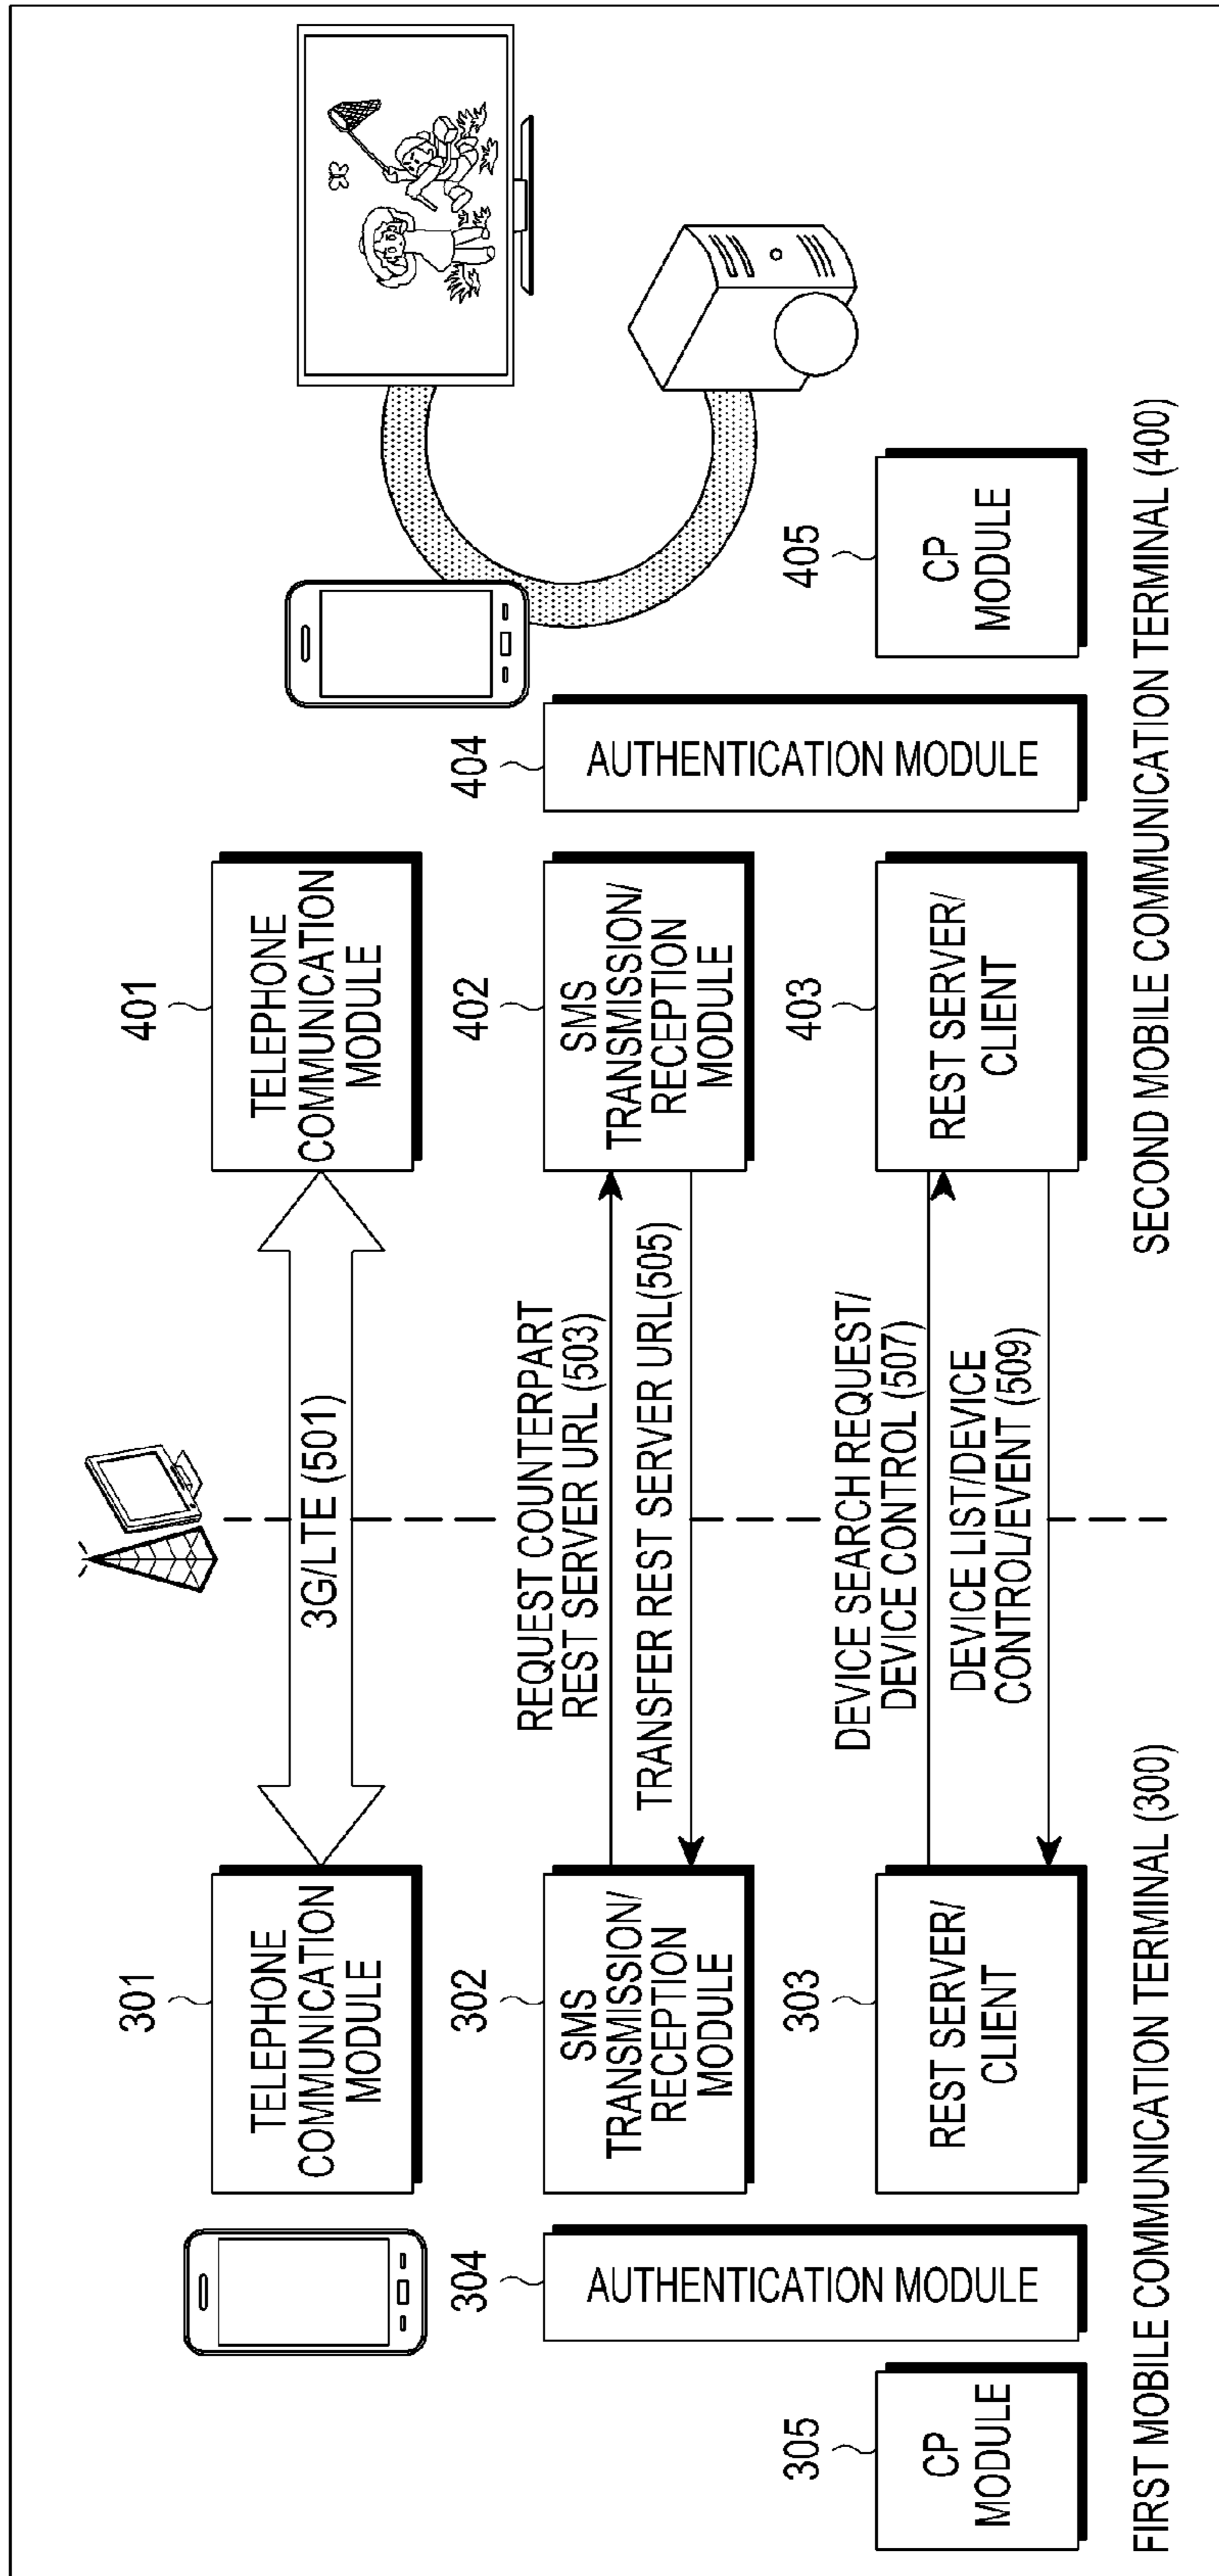 301
TELEPHONE
COMMUNICATION
MODULE
3G/LTE (501)
401
TELEPHONE
COMMUNICATION
MODULE
304
AUTHENTICATION MODULE
302
SMS
TRANSMISSION/
RECEPTION
MODULE
REQUEST COUNTERPART
REST SERVER URL (503)
TRANSFER REST SERVER URL(505)
402
SMS
TRANSMISSION/
RECEPTION
MODULE
404
AUTHENTICATION MODULE
305
CP
MODULE
303
REST SERVER/
CLIENT
DEVICE SEARCH REQUEST/
DEVICE CONTROL (507)
DEVICE LIST/DEVICE
CONTROL/EVENT (509)
403
REST SERVER/
CLIENT
405
CP
MODULE
FIRST MOBILE COMMUNICATION TERMINAL (300)
SECOND MOBILE COMMUNICATION TERMINAL (400)